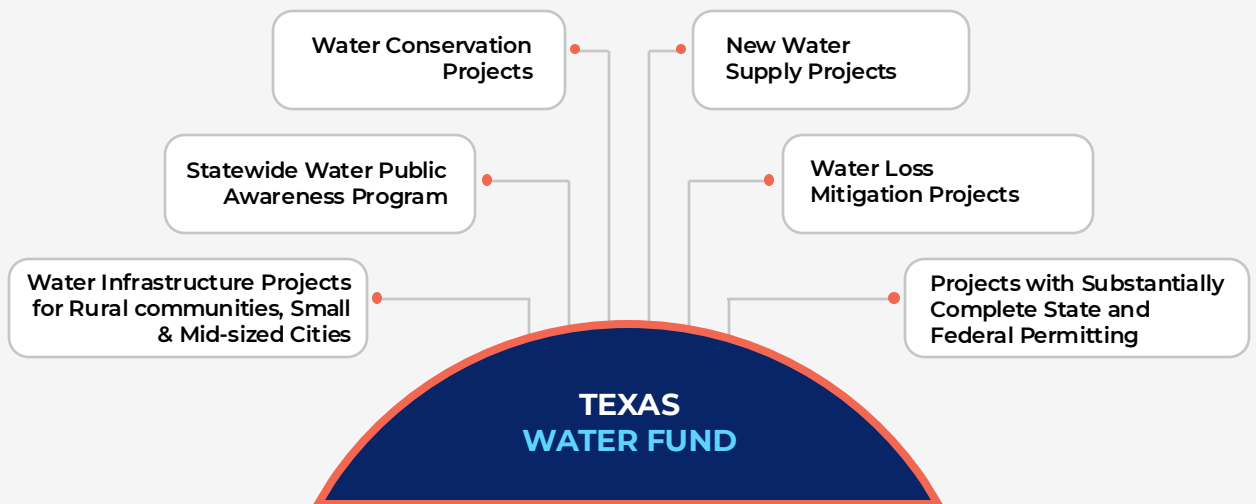 Water Conservation
Projects
New Water
Supply Projects
Statewide Water Public
Awareness Program
Water Loss
Mitigation Projects
Water Infrastructure Projects
for Rural communities, Small
& Mid-sized Cities
Projects with Substantially
Complete State and
Federal Permitting
TEXAS
WATER FUND